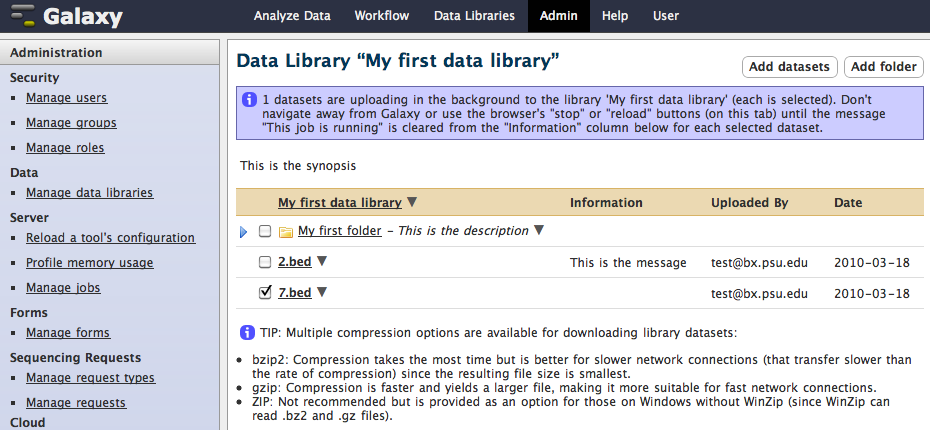 Galaxy
Analyze Data Workflow Data Libraries Admin Help User
Administration
Security
Manage users
Manage groups
Manage roles
Data
Manage data libraries
Server
Reload a tool's configuration
Profile memory usage
Manage jobs
Forms
Manage forms
Sequencing Requests
Manage request types
Manage requests
Cloud
Data Library “My first data library”
Add datasets Add folder
1 datasets are uploading in the background to the library 'My first data library' (each is selected). Don't
navigate away from Galaxy or use the browser's "stop" or "reload" buttons (on this tab) until the message
"This job is running" is cleared from the "Information" column below for each selected dataset.
This is the synopsis
My first data library Information Uploaded By Date
My first folder – This is the description
2.bed This is the message test@bx.psu.edu 2010-03-18
7.bed test@bx.psu.edu 2010-03-18
TIP: Multiple compression options are available for downloading library datasets:
bzip2: Compression takes the most time but is better for slower network connections (that transfer slower than
the rate of compression) since the resulting file size is smallest.
gzip: Compression is faster and yields a larger file, making it more suitable for fast network connections.
ZIP: Not recommended but is provided as an option for those on Windows without WinZip (since WinZip can
read .bz2 and .gz files).